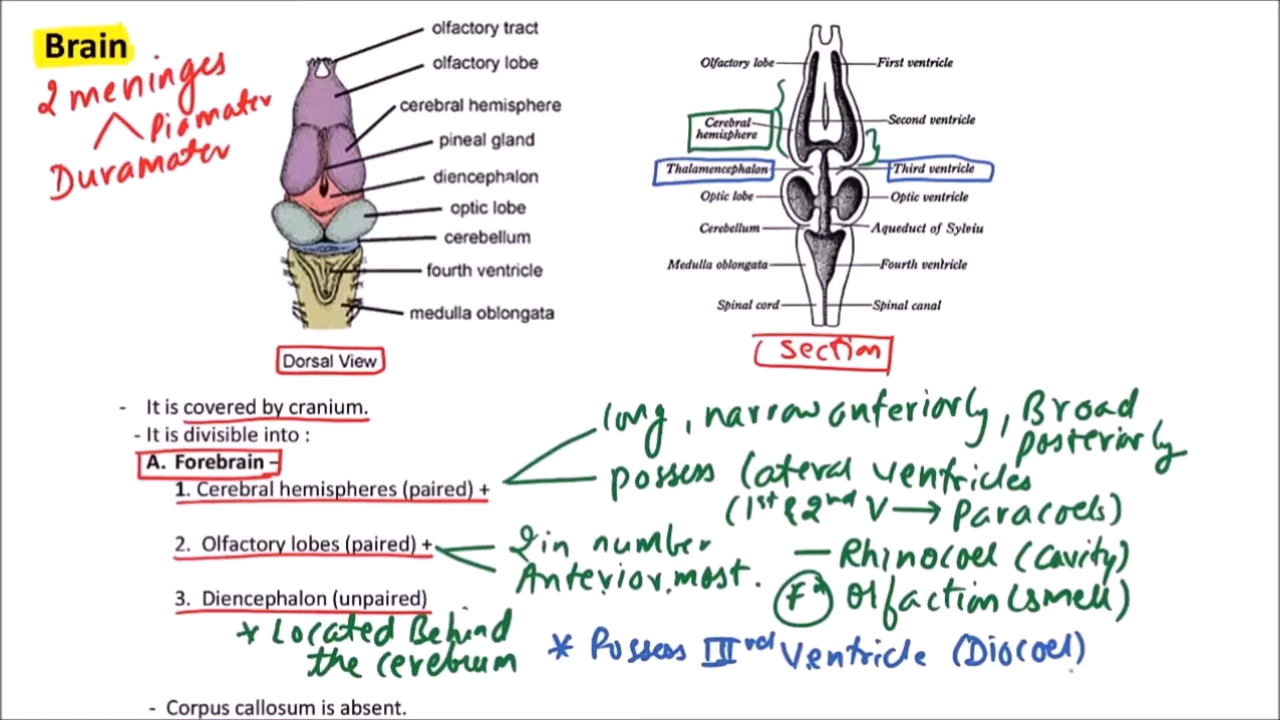 Brain
2 meninges
Piamater
Duramater
olfactory tract
olfactory lobe
cerebral hemisphere
pineal gland
diencephalon
optic lobe
cerebellum
fourth ventricle
medulla oblongata
Dorsal View
Olfactory lobe
First ventricle
Cerebral
hemisphere
Second ventricle
Thalamencephalon
Third ventricle
Optic lobe
Optic ventricle
Cerebellum
Aqueduct of Sylvius
Medulla oblongata
Fourth ventricle
Spinal cord
Spinal canal
Section
- It is covered by cranium.
- It is divisible into :
A. Forebrain -
1. Cerebral hemispheres (paired) +
long, narrow anferiorly, Broad
posteriorly
possess lateral ventricles
(1st & 2nd V → Paracoels)
2. Olfactory lobes (paired) +
2 in number
Anterior most.
- Rhinocoel (cavity)
Fn Olfaction (smell)
3. Diencephalon (unpaired)
* Located Behind
the cerebrum
* Possess IIIrd Ventricle (Diocoel)
- Corpus callosum is absent.